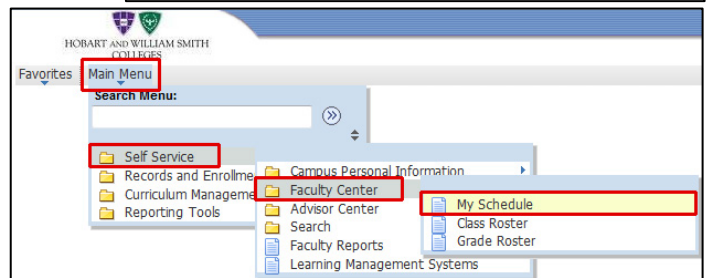 HOBART AND WILLIAM SMITH
COLLEGES
Favorites Main Menu
Search Menu:
Self Service
Records and Enrollme
Curriculum Manageme
Reporting Tools
Campus Personal Information
Faculty Center
Advisor Center
Search
Faculty Reports
Learning Management Systems
My Schedule
Class Roster
Grade Roster